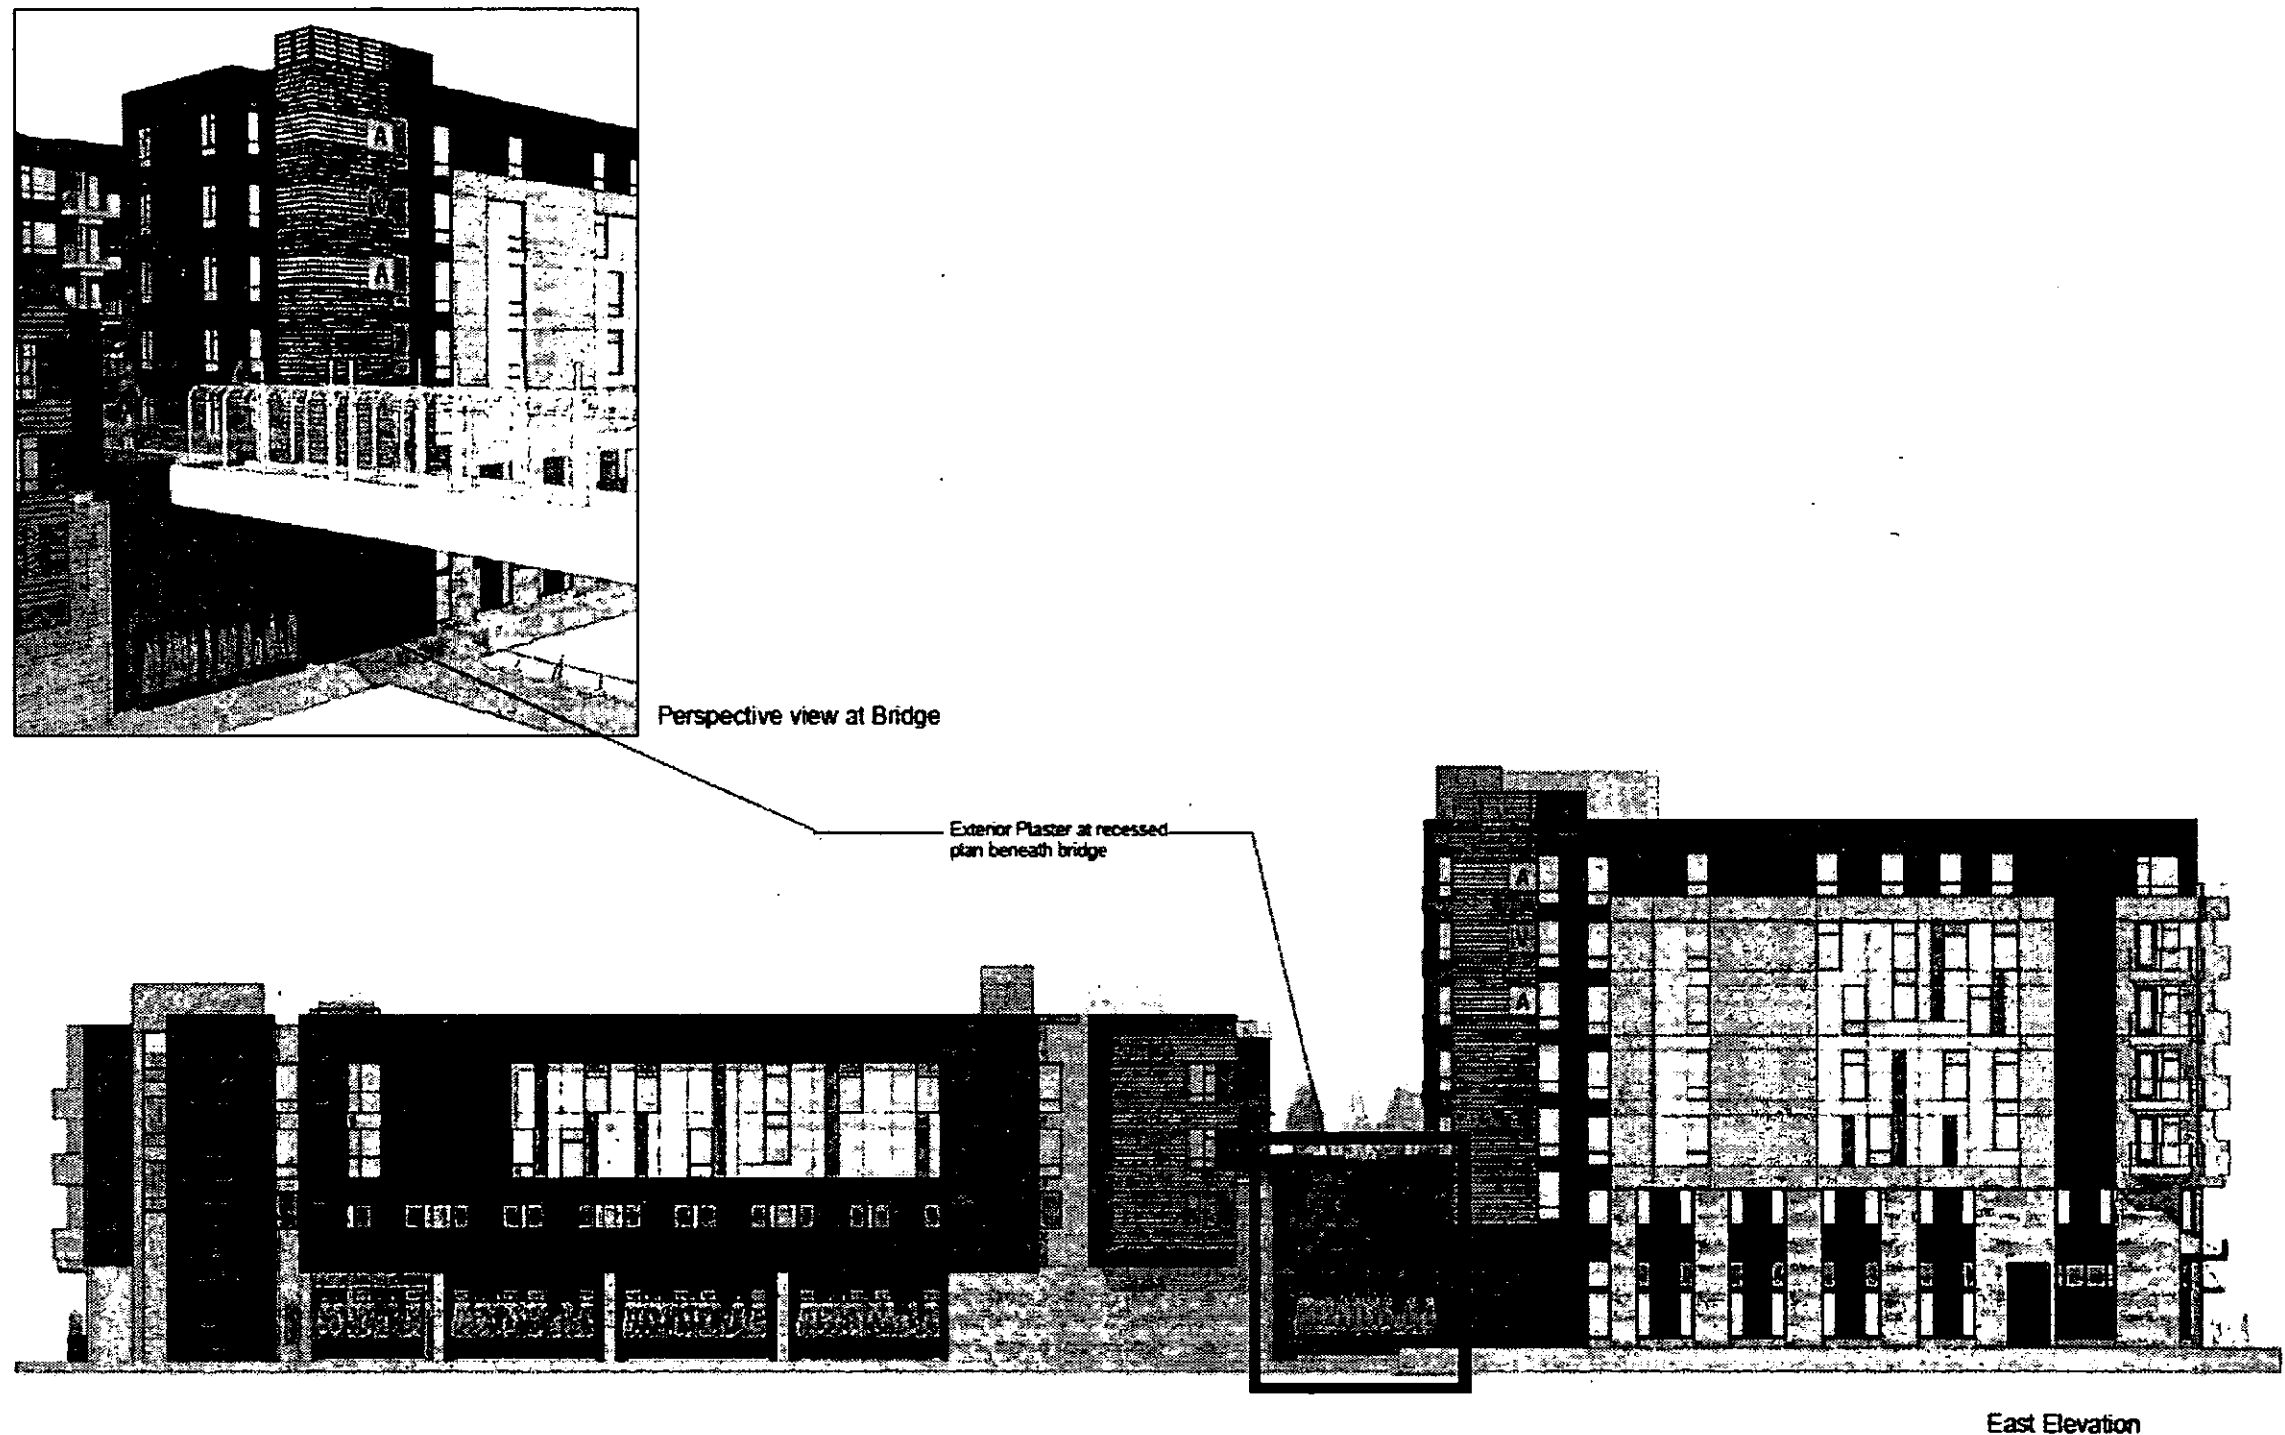 A
V
A
Perspective view at Bridge
Exterior Plaster at recessed
plan beneath bridge
A
V
A
East Elevation